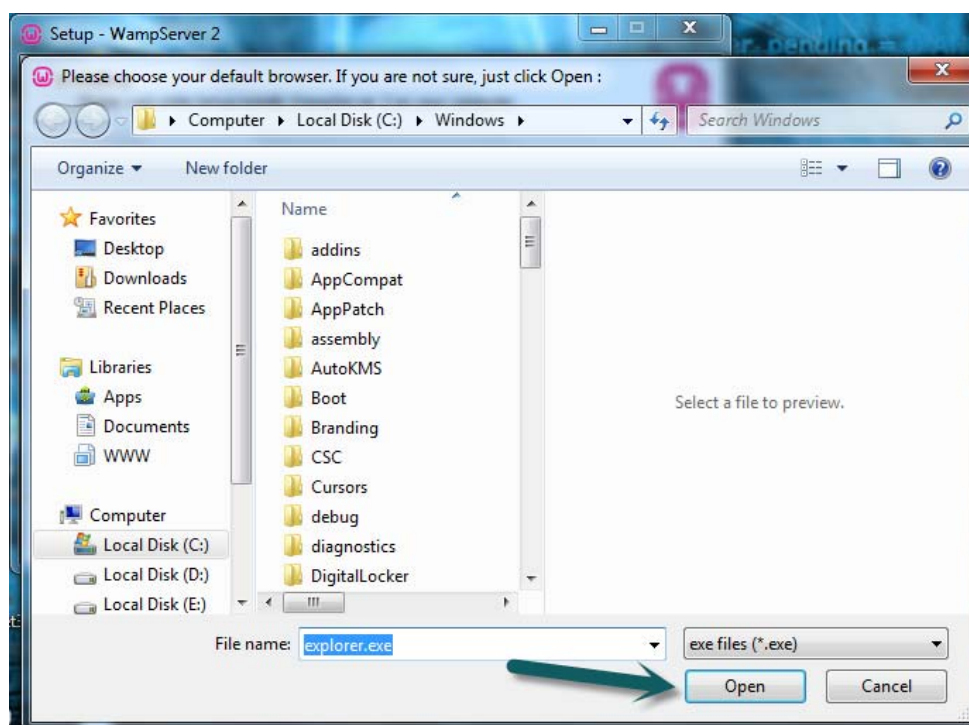 Setup - WampServer 2
Please choose your default browser. If you are not sure, just click Open :
Computer Local Disk (C:) Windows
Search Windows
Organize New folder
Favorites
Desktop
Downloads
Recent Places
Libraries
Apps
Documents
WWW
Computer
Local Disk (C:)
Local Disk (D:)
Local Disk (E:)
Name
addins
AppCompat
AppPatch
assembly
AutoKMS
Boot
Branding
CSC
Cursors
debug
diagnostics
DigitalLocker
Select a file to preview.
File name: explorer.exe
exe files (*.exe)
Open Cancel